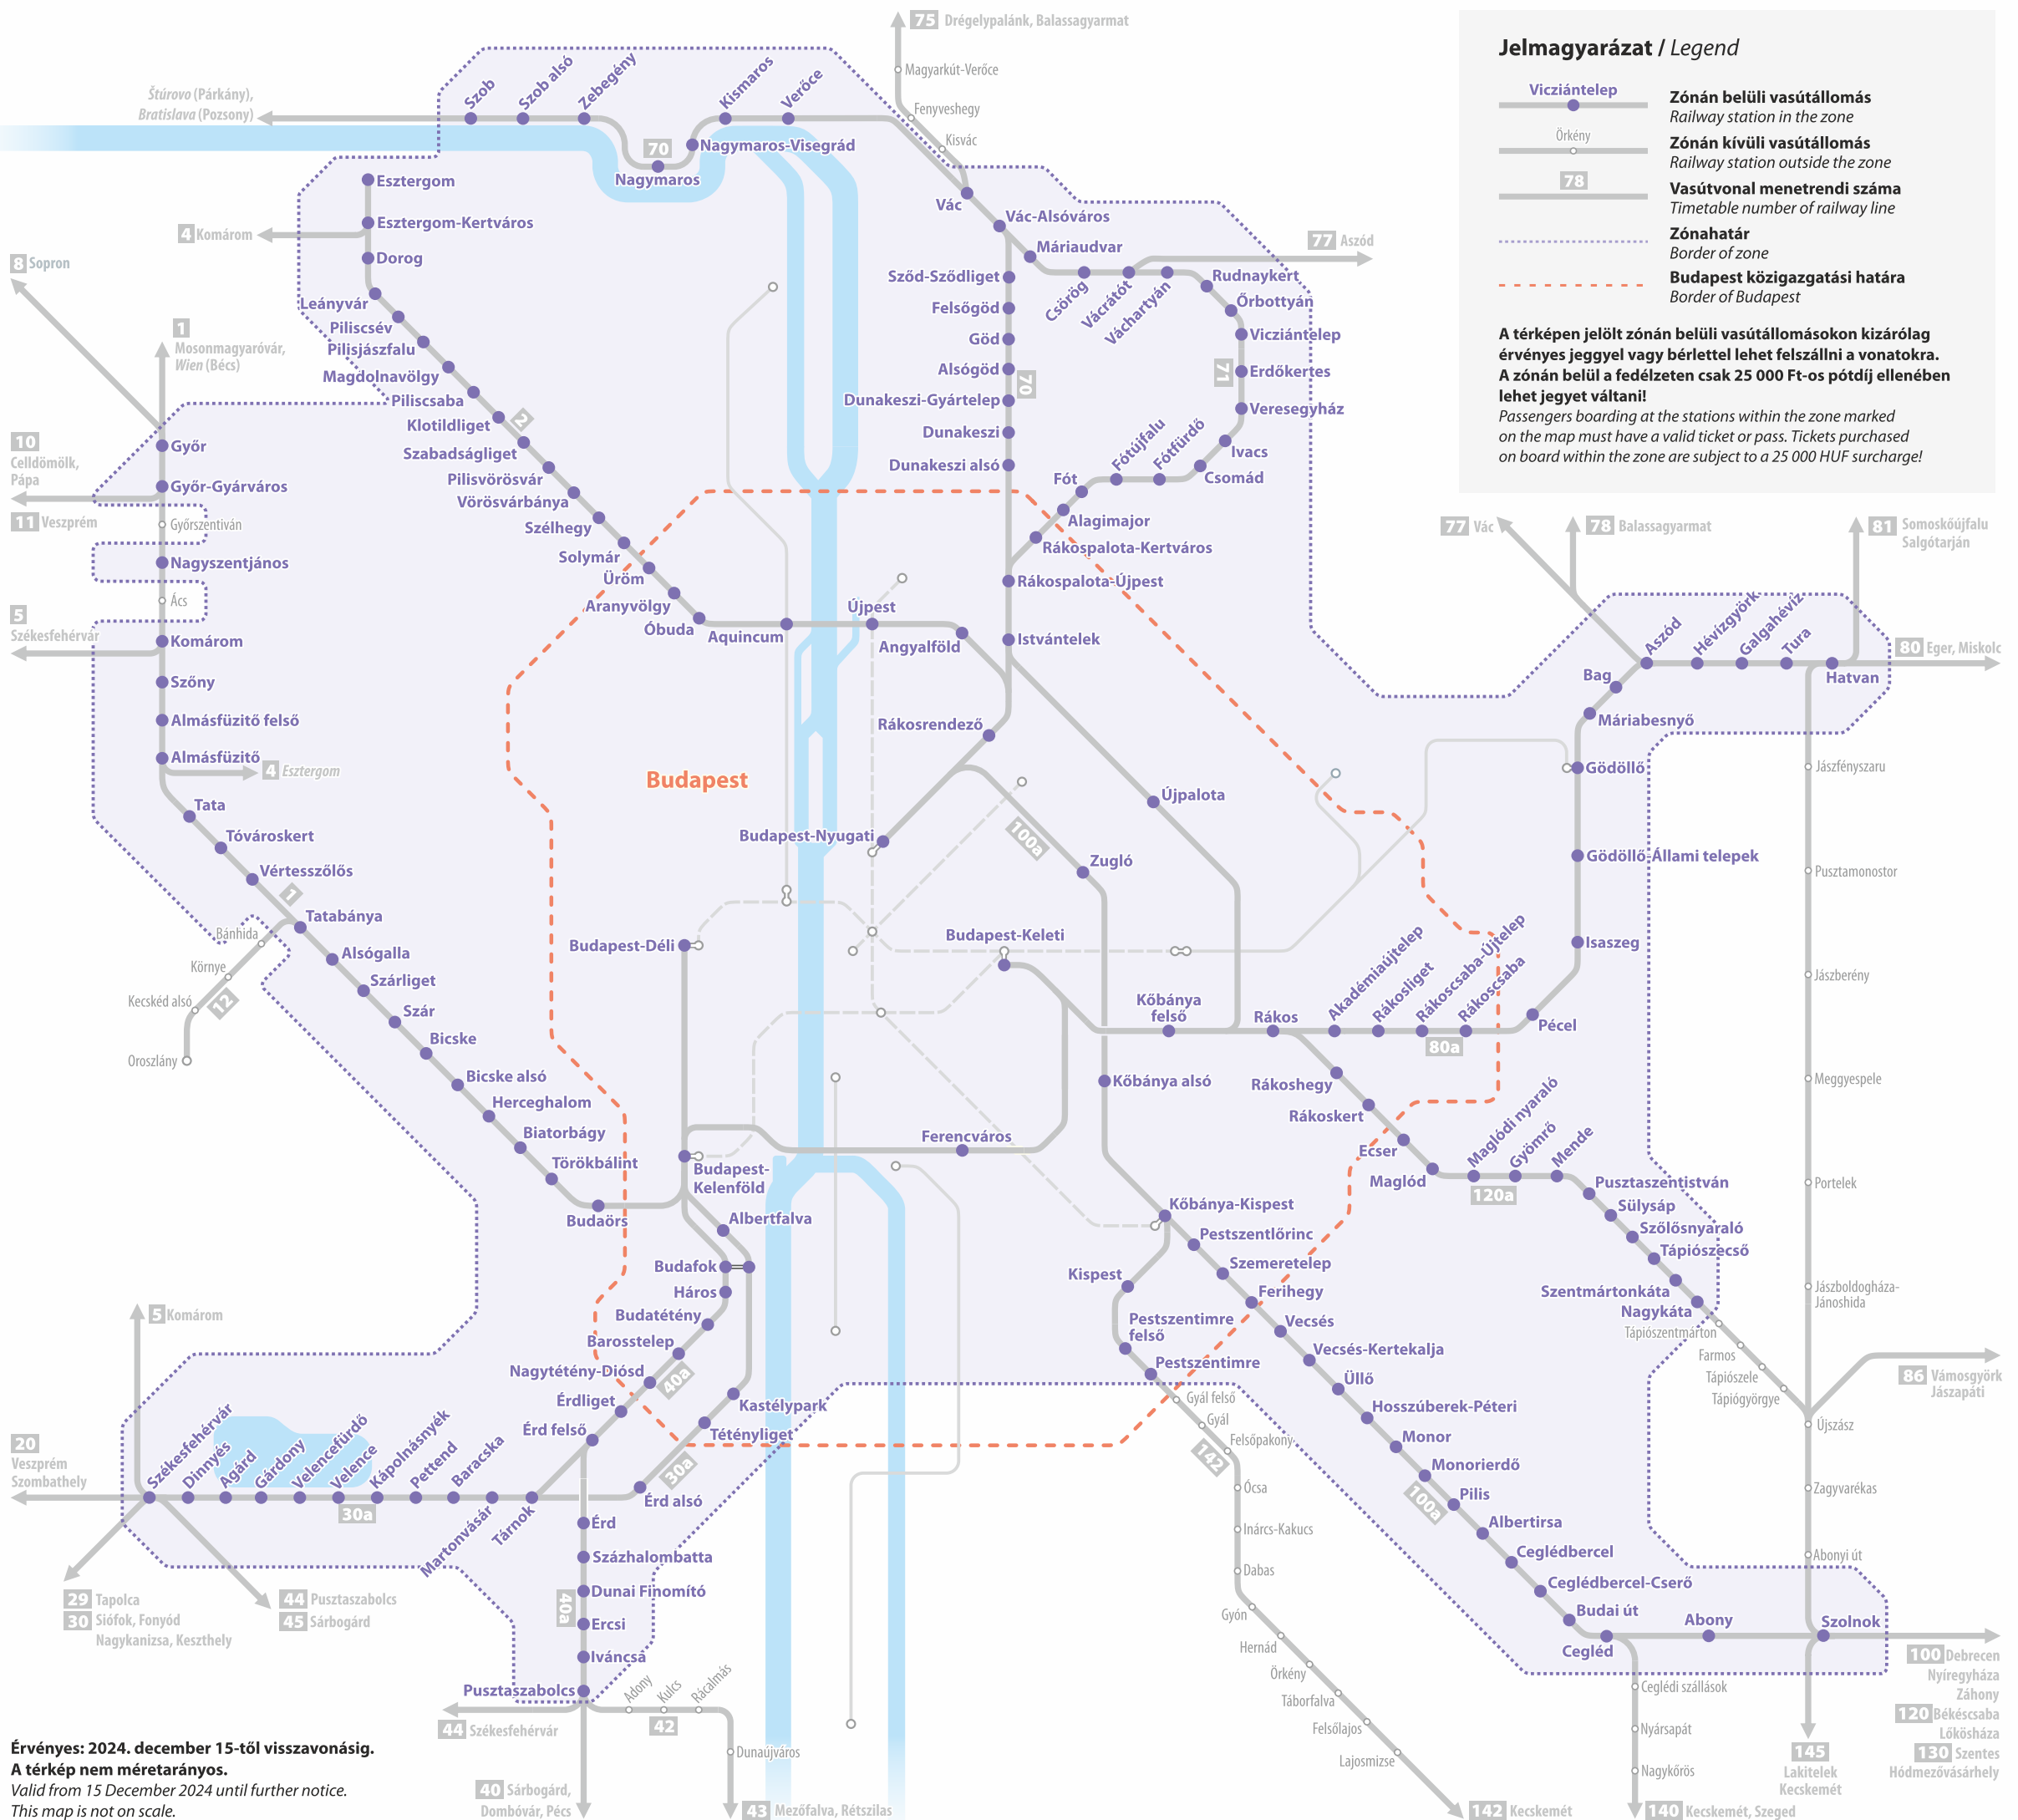 75 Drégelypalánk, Balassagyarmat
Magyarkút-Verőce
Fenyveshegy
Kisvác
Štúrovo (Párkány),
Bratislava (Pozsony)
Szob
Szob alsó
Zebegény
70
Nagymaros
Nagymaros-Visegrád
Kismaros
Verőce
Vác
Vác-Alsóváros
Máriaudvar
Csörög
Vácrátót
Váchartyán
77 Aszód
Rudnaykert
Őrbottyán
Vicziántelep
Erdőkertes
71
Veresegyház
Ivacs
Csomád
Fótfürdő
Fótújfalu
Fót
Alagimajor
Rákospalota-Kertváros
Sződ-Sződliget
Felsőgöd
Göd
Alsógöd
70
Dunakeszi-Gyártelep
Dunakeszi
Dunakeszi alsó
Rákospalota-Újpest
Istvántelek
Jelmagyarázat / Legend
Vicziántelep
Zónán belüli vasútállomás
Railway station in the zone
Örkény
Zónán kívüli vasútállomás
Railway station outside the zone
78
Vasútvonal menetrendi száma
Timetable number of railway line
Zónahatár
Border of zone
Budapest közigazgatási határa
Border of Budapest
A térképen jelölt zónán belüli vasútállomásokon kizárólag
érvényes jeggyel vagy bérlettel lehet felszállni a vonatokra.
A zónán belül a fedélzeten csak 25 000 Ft-os pótdíj ellenében
lehet jegyet váltani!
Passengers boarding at the stations within the zone marked
on the map must have a valid ticket or pass. Tickets purchased
on board within the zone are subject to a 25 000 HUF surcharge!
Esztergom
Esztergom-Kertváros
4 Komárom
Dorog
Leányvár
Piliscsév
Pilisjászfalu
Magdolnavölgy
Piliscsaba
Klotildliget
2
Szabadságliget
Pilisvörösvár
Vörösvárbánya
Szélhegy
Solymár
Üröm
Aranyvölgy
Óbuda
Aquincum
Újpest
Angyalföld
Rákosrendező
Budapest
Budapest-Nyugati
8 Sopron
1
Mosonmagyaróvár,
Wien (Bécs)
10
Celldömölk,
Pápa
11 Veszprém
Győr
Győr-Gyárváros
Győrszentiván
Nagyszentjános
Ács
5
Székesfehérvár
Komárom
Szőny
Almásfüzitő felső
Almásfüzitő
4 Esztergom
Tata
Tóvároskert
Vértesszőlős
1
Tatabánya
Bánhida
Környe
Kecskéd alsó
12
Oroszlány
Alsógalla
Szárliget
Szár
Bicske
Bicske alsó
Herceghalom
Biatorbágy
Törökbálint
Budaörs
77 Vác
78 Balassagyarmat
81 Somoskőújfalu
Salgótarján
80 Eger, Miskolc
Aszód
Hévízgyörk
Galgahévíz
Tura
Hatvan
Bag
Máriabesnyő
Gödöllő
Gödöllő-Állami telepek
Isaszeg
Pécel
Jászfényszaru
Pusztamonostor
Jászberény
Meggyespele
Portelek
Jászboldogháza-
Jánoshida
86 Vámosgyörk
Jászapáti
Újszász
Zagyvarékas
Abonyi út
Újpalota
100a
Zugló
Budapest-Déli
Budapest-Keleti
Kőbánya
felső
Rákos
Akadémiaújtelep
Rákosliget
Rákoscsaba-Újtelep
Rákoscsaba
80a
Kőbánya alsó
Rákoshegy
Rákoskert
Ecser
Maglód
Maglódi nyaraló
Gyömrő
Mende
120a
Pusztaszentistván
Sülysáp
Szőlősnyaraló
Tápiószecső
Szentmártonkáta
Nagykáta
Tápiószentmárton
Farmos
Tápiószele
Tápiógyörgye
Ferencváros
Budapest-
Kelenföld
Albertfalva
Budafok
Háros
Budatétény
Barosstelep
Nagytétény-Diósd
40a
Érdliget
Érd felső
Kastélypark
Tétényliget
30a
Érd alsó
Kőbánya-Kispest
Pestszentlőrinc
Szemeretelep
Ferihegy
Vecsés
Vecsés-Kertekalja
Üllő
Hosszúberek-Péteri
Monor
Monorierdő
100a
Pilis
Albertirsa
Ceglédbercel
Ceglédbercel-Cserő
Budai út
Cegléd
Abony
Szolnok
Kispest
Pestszentimre
felső
Pestszentimre
Gyál felső
Gyál
Felsőpakony
142
Ócsa
Inárcs-Kakucs
Dabas
Gyón
Hernád
Örkény
Táborfalva
Felsőlajos
Lajosmizse
142 Kecskemét
Ceglédi szállások
Nyársapát
Nagykőrös
140 Kecskemét, Szeged
145
Lakitelek
Kecskemét
100 Debrecen
Nyíregyháza
Záhony
120 Békéscsaba
Lőkösháza
130 Szentes
Hódmezővásárhely
5 Komárom
20
Veszprém
Szombathely
Székesfehérvár
Dinnyés
Agárd
Gárdony
Velencefürdő
Velence
Kápolnásnyék
Pettend
Baracska
Martonvásár
Tárnok
30a
29 Tapolca
30 Siófok, Fonyód
Nagykanizsa, Keszthely
44 Pusztaszabolcs
45 Sárbogárd
Érd
Százhalombatta
Dunai Finomító
40a
Ercsi
Iváncsa
Pusztaszabolcs
44 Székesfehérvár
Adony
Kulcs
Rácalmás
42
Dunaújváros
40 Sárbogárd,
Dombóvár, Pécs
43 Mezőfalva, Rétszilas
Érvényes: 2024. december 15-től visszavonásig.
A térkép nem méretarányos.
Valid from 15 December 2024 until further notice.
This map is not on scale.